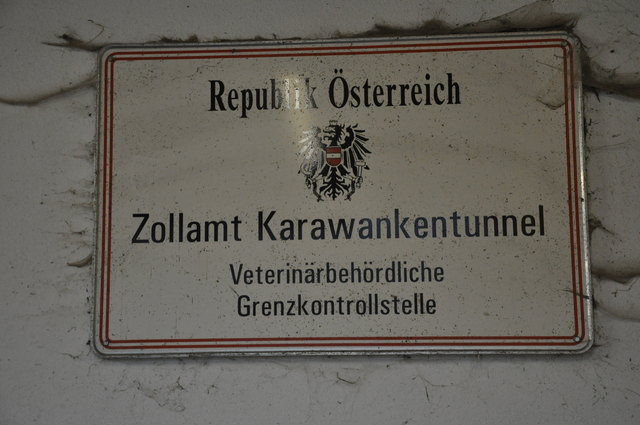 Republik Österreich
Zollamt Karawankentunnel
Veterinärbehördliche
Grenzkontrollstelle